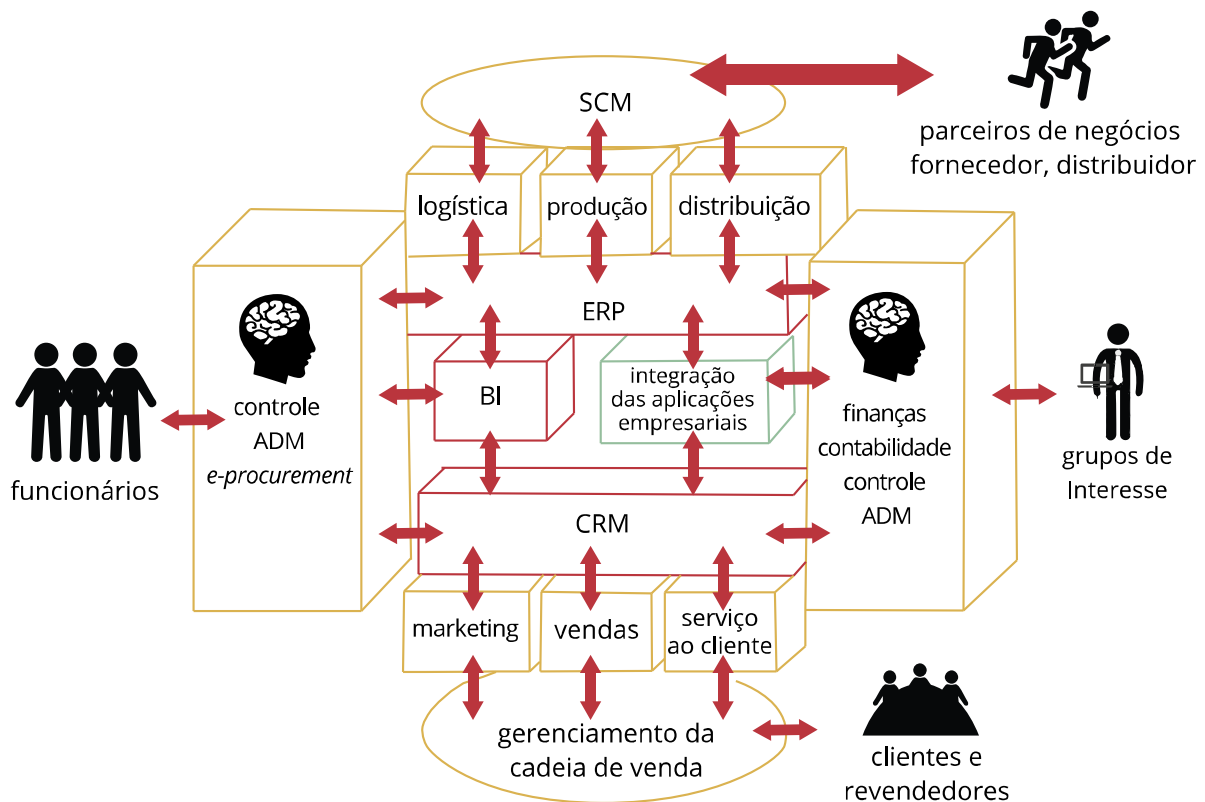 SCM
parceiros de negócios
fornecedor, distribuidor
logística
produção
distribuição
ERP
controle
ADM
e-procurement
funcionários
BI
integração
das aplicações
empresariais
finanças
contabilidade
controle
ADM
grupos de
Interesse
CRM
marketing
vendas
serviço
ao cliente
gerenciamento da
cadeia de venda
clientes e
revendedores